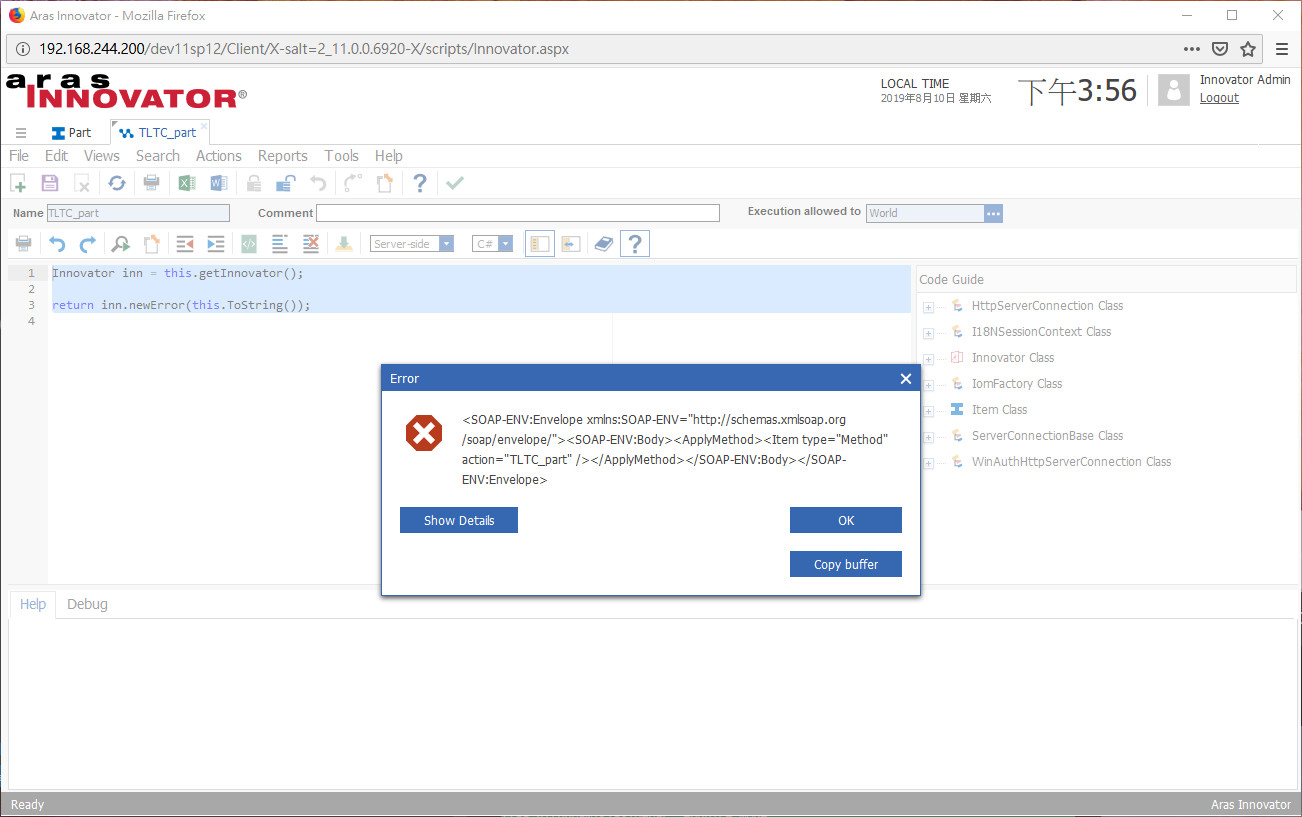 Aras Innovator - Mozilla Firefox
192.168.244.200/dev11sp12/Client/X-salt=2_11.0.0.6920-X/scripts/Innovator.aspx
aras
INNOVATOR®
LOCAL TIME
2019年8月10日 星期六
下午3:56
Innovator Admin
Logout
Part
TLTC_part
File Edit Views Search Actions Reports Tools Help
Name TLTC_part Comment Execution allowed to World
Server-side C#
1 Innovator inn = this.getInnovator();
2
3 return inn.newError(this.ToString());
4
Code Guide
HttpServerConnection Class
I18NSessionContext Class
Innovator Class
IomFactory Class
Item Class
ServerConnectionBase Class
WinAuthHttpServerConnection Class
Error
<SOAP-ENV:Envelope xmlns:SOAP-ENV="http://schemas.xmlsoap.org
/soap/envelope/"><SOAP-ENV:Body><ApplyMethod><Item type="Method"
action="TLTC_part" /></ApplyMethod></SOAP-ENV:Body></SOAP-
ENV:Envelope>
Show Details
OK
Copy buffer
Help Debug
Ready
Aras Innovator